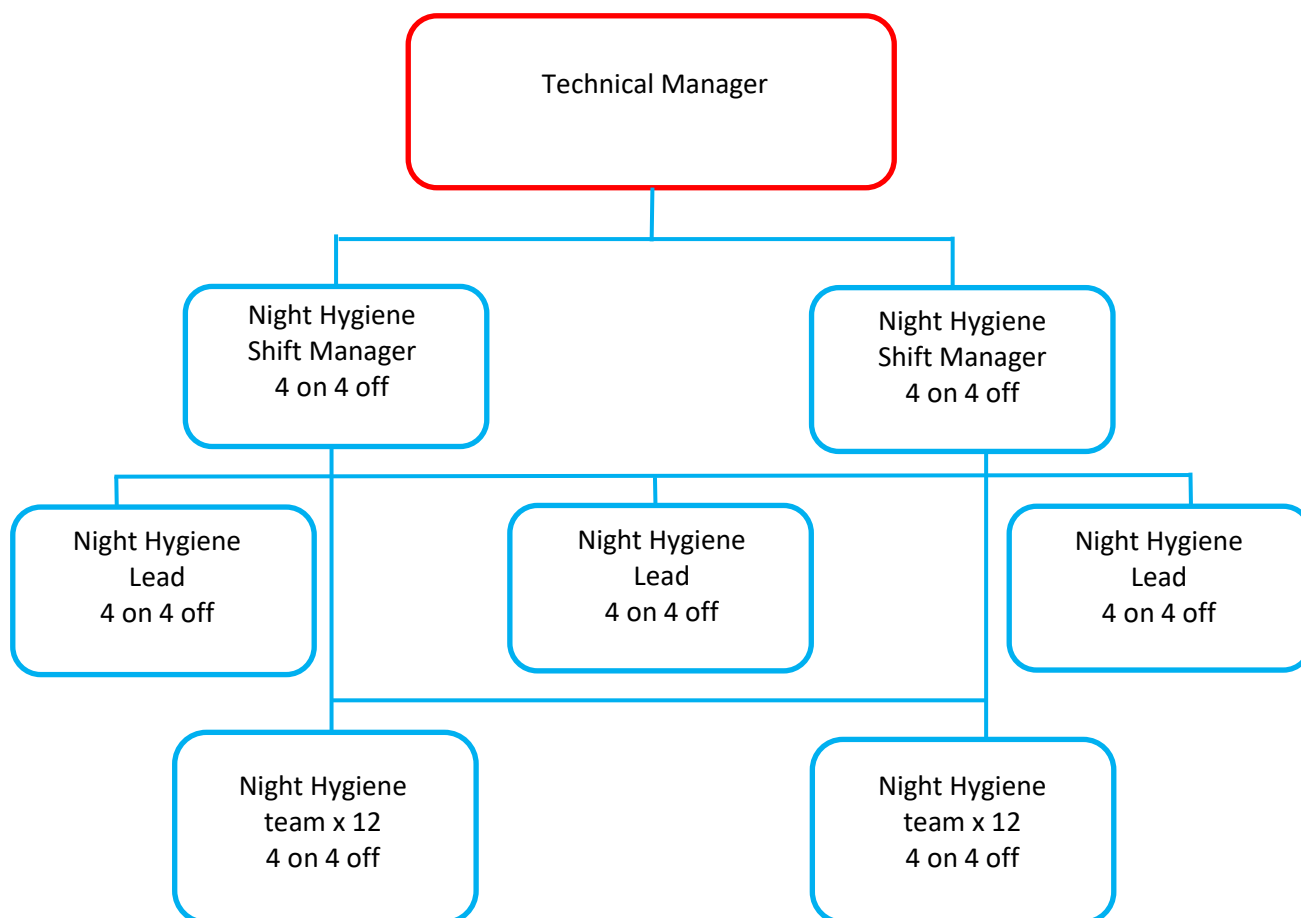 Technical Manager
Night Hygiene
Shift Manager
4 on 4 off
Night Hygiene
Shift Manager
4 on 4 off
Night Hygiene
Lead
4 on 4 off
Night Hygiene
Lead
4 on 4 off
Night Hygiene
Lead
4 on 4 off
Night Hygiene
team x 12
4 on 4 off
Night Hygiene
team x 12
4 on 4 off